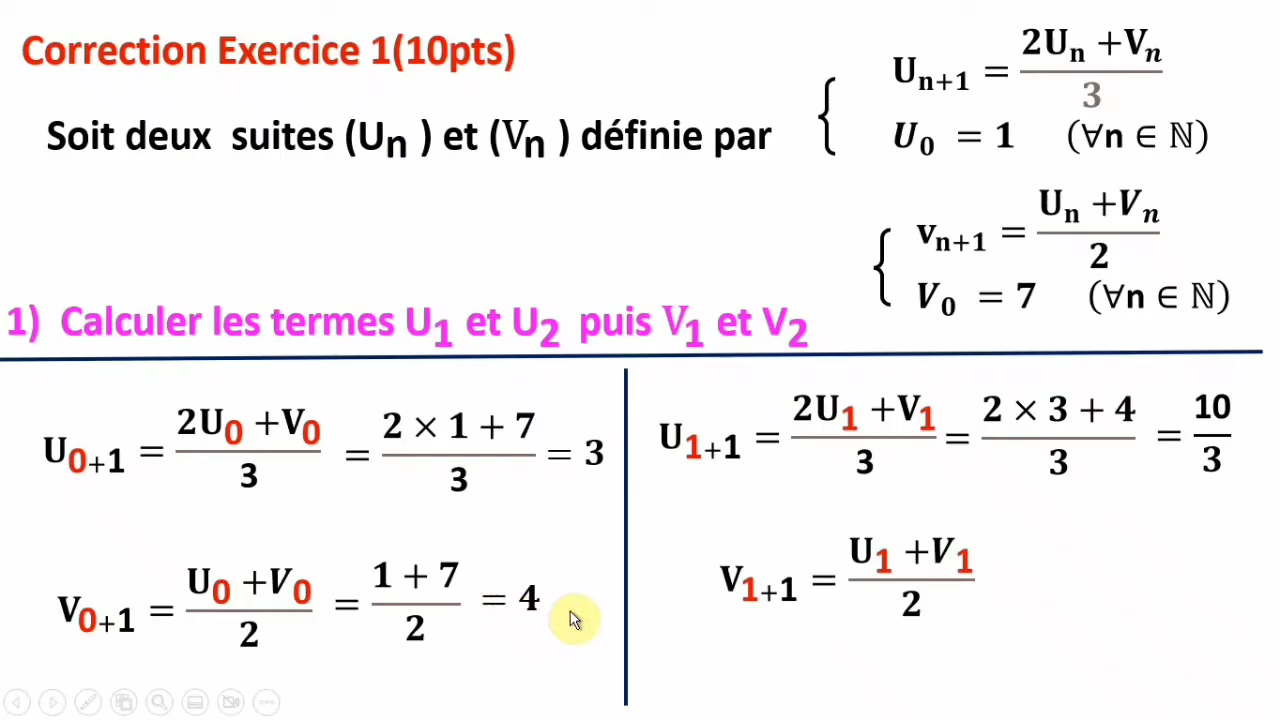 Correction Exercice 1(10pts)
Soit deux suites (Uₙ ) et (Vₙ ) définie par
{ Uₙ₊₁ = (2Uₙ +Vₙ)/3
U₀ = 1 (∀n ∈ ℕ)
{ vₙ₊₁ = (Uₙ +Vₙ)/2
V₀ = 7 (∀n ∈ ℕ)
1) Calculer les termes U₁ et U₂ puis V₁ et V₂
U₀₊₁ = (2U₀ +V₀)/3 = (2 × 1 + 7)/3 = 3
V₀₊₁ = (U₀ +V₀)/2 = (1 + 7)/2 = 4
U₁₊₁ = (2U₁ +V₁)/3 = (2 × 3 + 4)/3 = 10/3
V₁₊₁ = (U₁ +V₁)/2